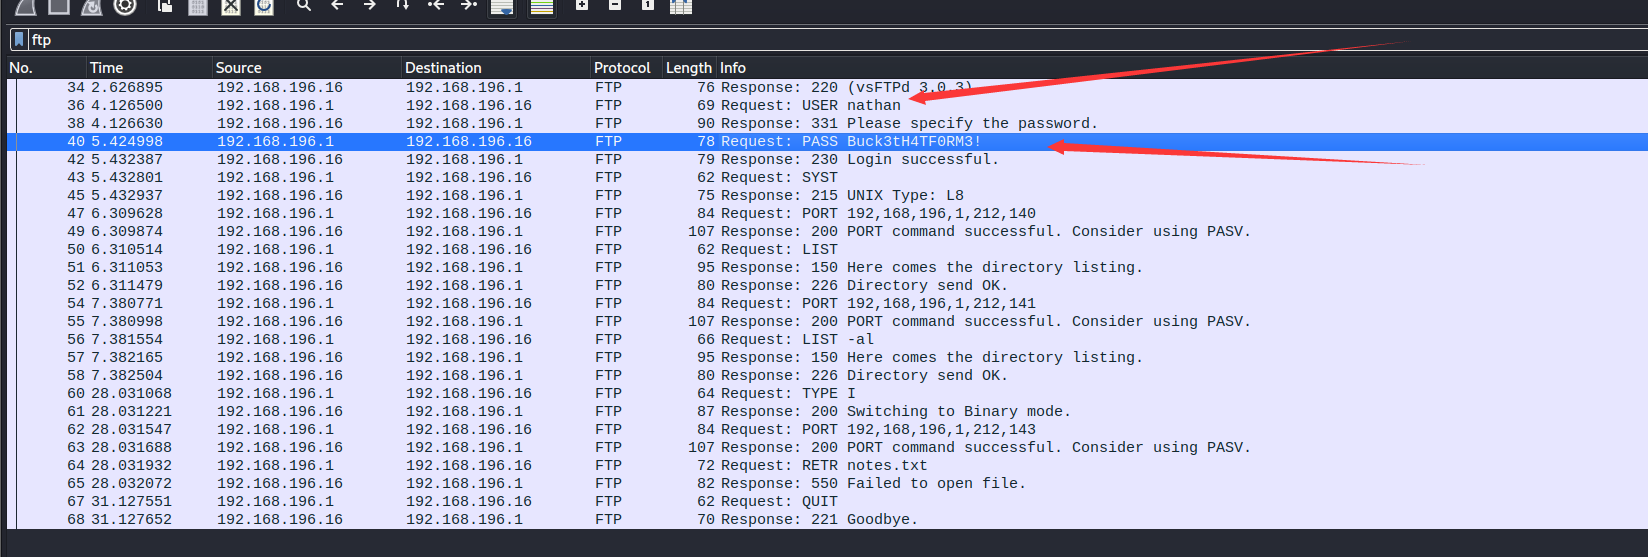 ftp
No. Time Source Destination Protocol Length Info
34 2.626895 192.168.196.16 192.168.196.1 FTP 76 Response: 220 (vsFTPd 3.0.3)
36 4.126500 192.168.196.1 192.168.196.16 FTP 69 Request: USER nathan
38 4.126630 192.168.196.16 192.168.196.1 FTP 90 Response: 331 Please specify the password.
40 5.424998 192.168.196.1 192.168.196.16 FTP 78 Request: PASS Buck3tH4TF0RM3!
42 5.432387 192.168.196.16 192.168.196.1 FTP 79 Response: 230 Login successful.
43 5.432801 192.168.196.1 192.168.196.16 FTP 62 Request: SYST
45 5.432937 192.168.196.16 192.168.196.1 FTP 75 Response: 215 UNIX Type: L8
47 6.309628 192.168.196.1 192.168.196.16 FTP 84 Request: PORT 192,168,196,1,212,140
49 6.309874 192.168.196.16 192.168.196.1 FTP 107 Response: 200 PORT command successful. Consider using PASV.
50 6.310514 192.168.196.1 192.168.196.16 FTP 62 Request: LIST
51 6.311053 192.168.196.16 192.168.196.1 FTP 95 Response: 150 Here comes the directory listing.
52 6.311479 192.168.196.16 192.168.196.1 FTP 80 Response: 226 Directory send OK.
54 7.380771 192.168.196.1 192.168.196.16 FTP 84 Request: PORT 192,168,196,1,212,141
55 7.380998 192.168.196.16 192.168.196.1 FTP 107 Response: 200 PORT command successful. Consider using PASV.
56 7.381554 192.168.196.1 192.168.196.16 FTP 66 Request: LIST -al
57 7.382165 192.168.196.16 192.168.196.1 FTP 95 Response: 150 Here comes the directory listing.
58 7.382504 192.168.196.16 192.168.196.1 FTP 80 Response: 226 Directory send OK.
60 28.031068 192.168.196.1 192.168.196.16 FTP 64 Request: TYPE I
61 28.031221 192.168.196.16 192.168.196.1 FTP 87 Response: 200 Switching to Binary mode.
62 28.031547 192.168.196.1 192.168.196.16 FTP 84 Request: PORT 192,168,196,1,212,143
63 28.031688 192.168.196.16 192.168.196.1 FTP 107 Response: 200 PORT command successful. Consider using PASV.
64 28.031932 192.168.196.1 192.168.196.16 FTP 72 Request: RETR notes.txt
65 28.032072 192.168.196.16 192.168.196.1 FTP 82 Response: 550 Failed to open file.
67 31.127551 192.168.196.1 192.168.196.16 FTP 62 Request: QUIT
68 31.127652 192.168.196.16 192.168.196.1 FTP 70 Response: 221 Goodbye.